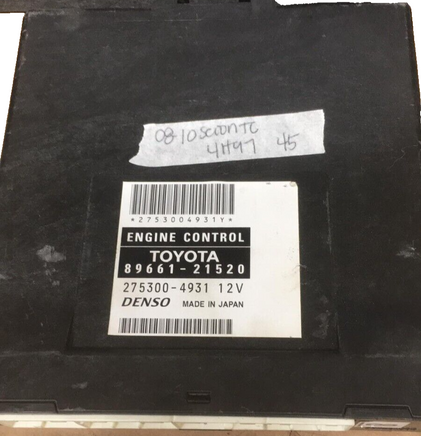 08-10 Scion TC
4H97 45
*2753004931Y*
ENGINE CONTROL
TOYOTA
89661-21520
275300-4931 12V
DENSO MADE IN JAPAN